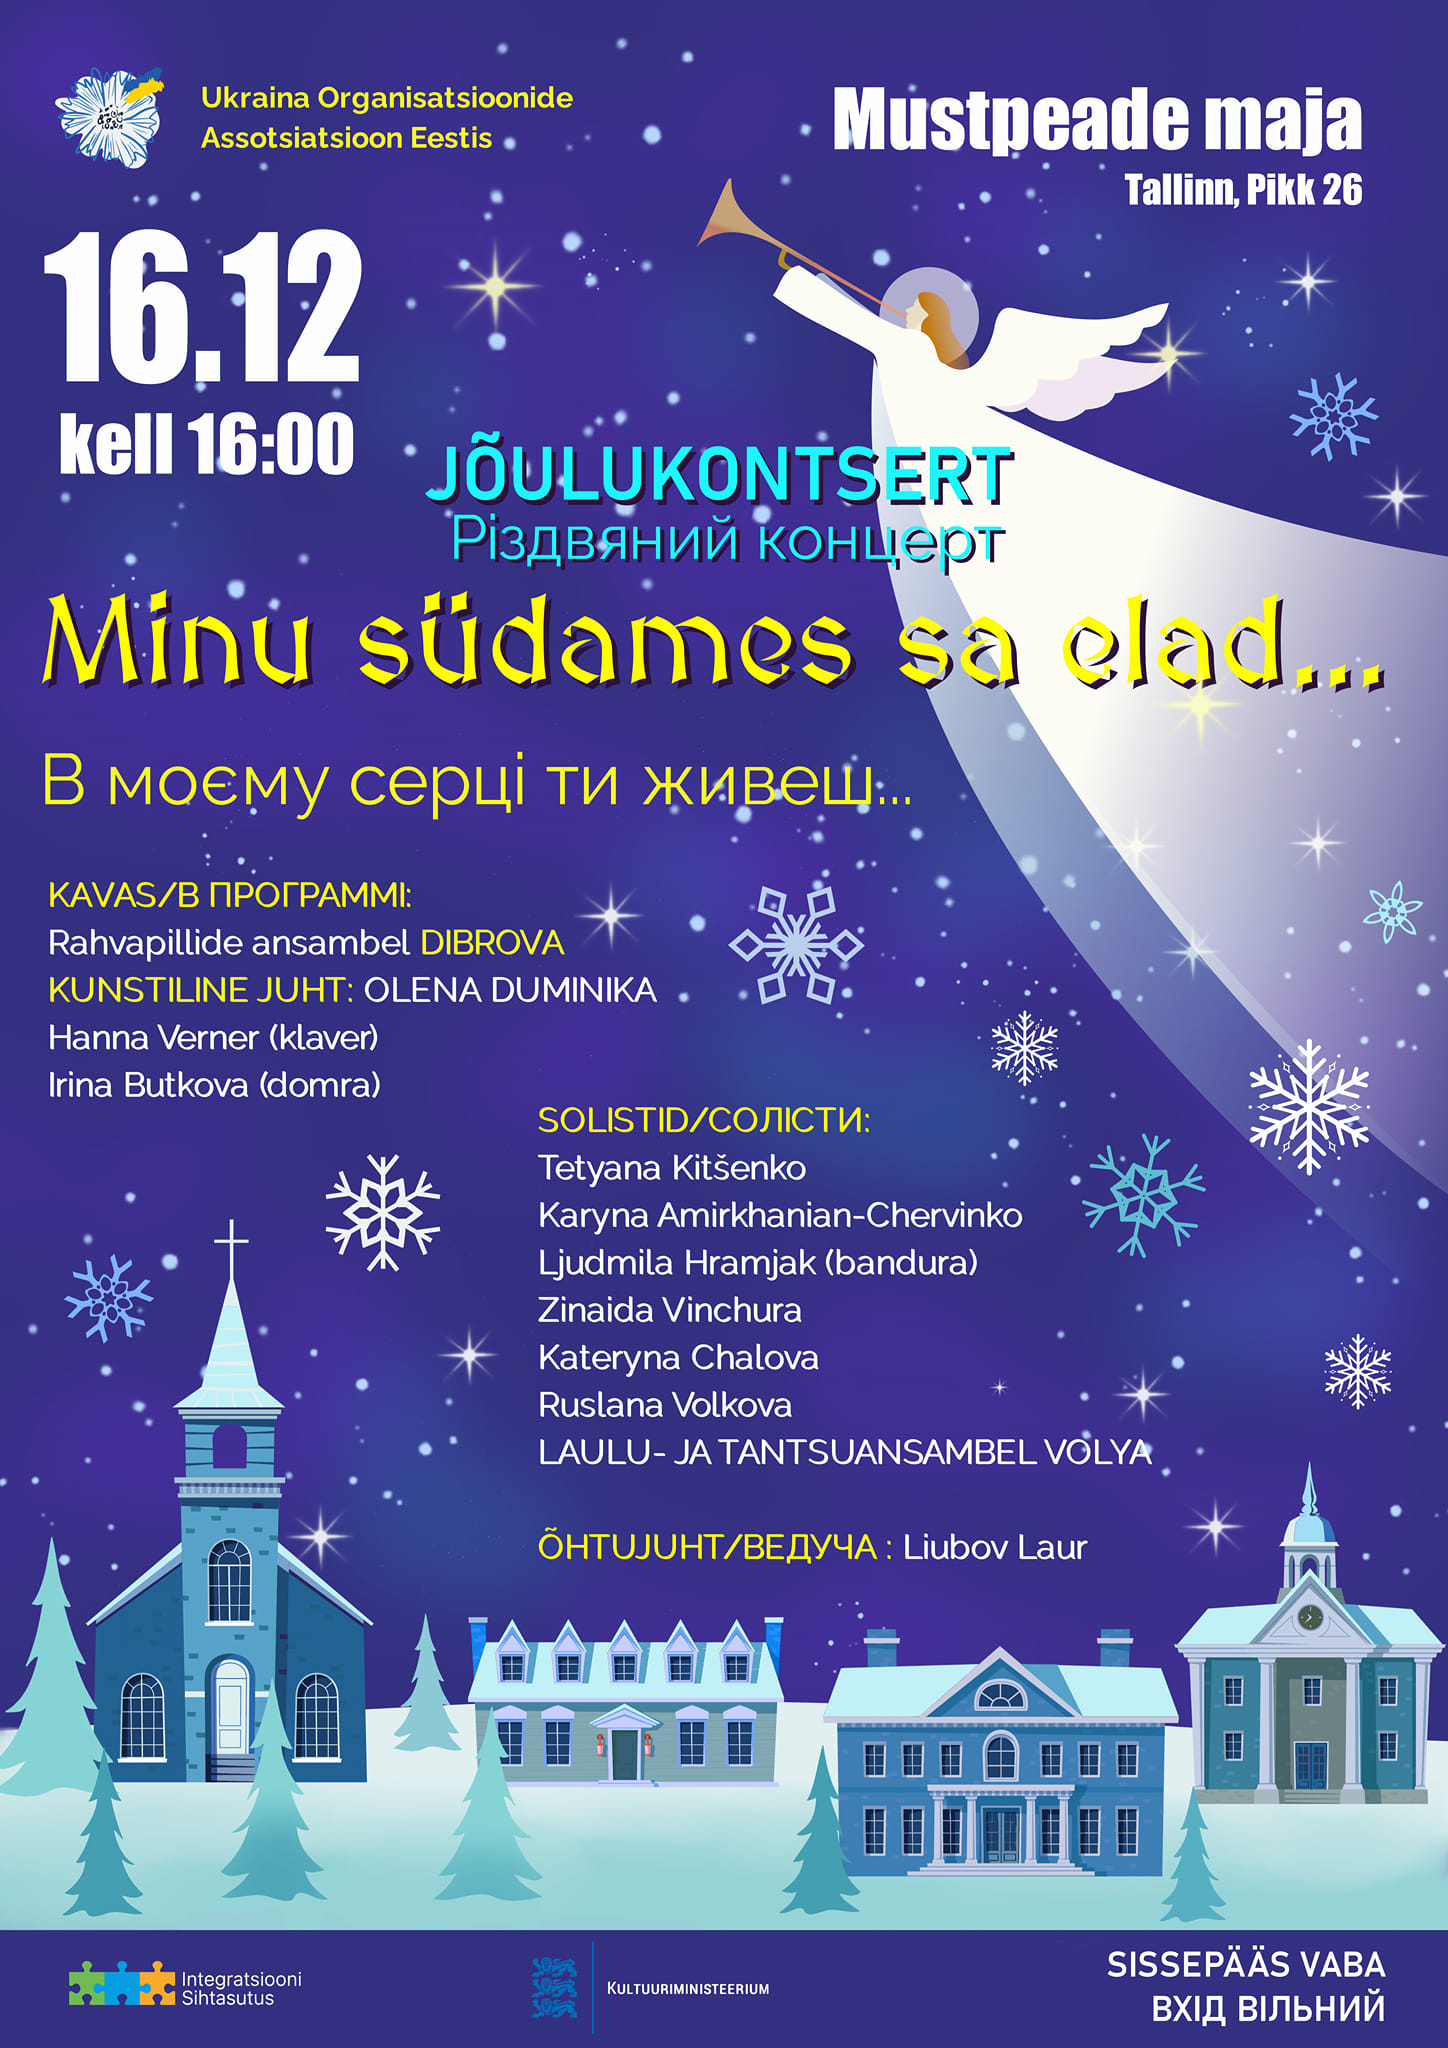 Ukraina Organisatsioonide
Assotsiatsioon Eestis
Mustpeade maja
Tallinn, Pikk 26
16.12
kell 16:00
JÕULUKONTSERT
Різдвяний концерт
Minu südames sa elad...
В моєму серці ти живеш...
KAVAS/В ПРОГРАММІ:
Rahvapillide ansambel DIBROVA
KUNSTILINE JUHT: OLENA DUMINIKA
Hanna Verner (klaver)
Irina Butkova (domra)
SOLISTID/СОЛІСТИ:
Tetyana Kitšenko
Karyna Amirkhanian-Chervinko
Ljudmila Hramjak (bandura)
Zinaida Vinchura
Kateryna Chalova
Ruslana Volkova
LAULU- JA TANTSUANSAMBEL VOLYA
ÕHTUJUHT/ВЕДУЧА : Liubov Laur
Integratsiooni
Sihtasutus
KULTUURIMINISTEERIUM
SISSEPÄÄS VABA
ВХІД ВІЛЬНИЙ